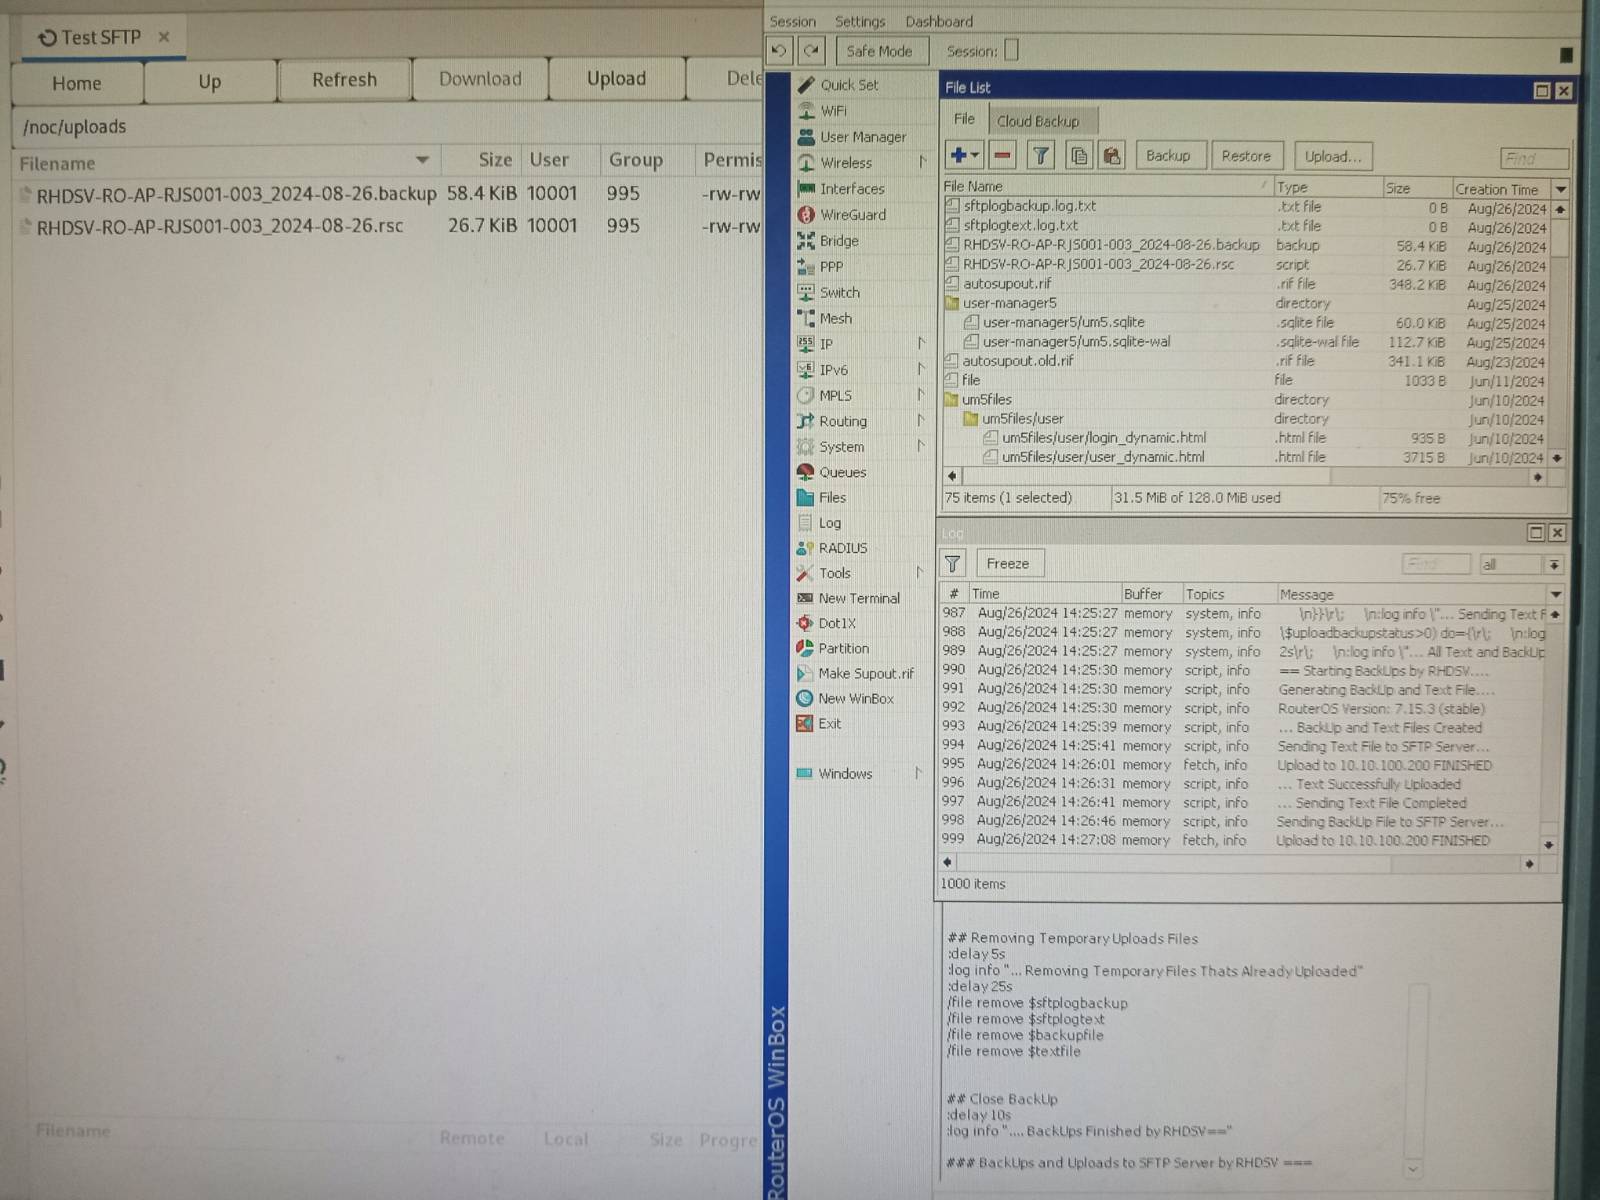 Test SFTP ×
Home Up Refresh Download Upload Dele
/noc/uploads
Filename Size User Group Permis
RHDSV-RO-AP-RJS001-003_2024-08-26.backup 58.4 KiB 10001 995 -rw-rw
RHDSV-RO-AP-RJS001-003_2024-08-26.rsc 26.7 KiB 10001 995 -rw-rw
Filename Remote Local Size Progre
Session Settings Dashboard
Safe Mode Session:
RouterOS WinBox
Quick Set
WiFi
User Manager
Wireless
Interfaces
WireGuard
Bridge
PPP
Switch
Mesh
IP
IPv6
MPLS
Routing
System
Queues
Files
Log
RADIUS
Tools
New Terminal
Dot1X
Partition
Make Supout.rif
New WinBox
Exit
Windows
File List
File Cloud Backup
Backup Restore Upload... Find
File Name Type Size Creation Time
sftplogbackup.log.txt .txt file 0 B Aug/26/2024
sftplogtext.log.txt .txt file 0 B Aug/26/2024
RHDSV-RO-AP-RJS001-003_2024-08-26.backup backup 58.4 KiB Aug/26/2024
RHDSV-RO-AP-RJS001-003_2024-08-26.rsc script 26.7 KiB Aug/26/2024
autosupout.rif .rif file 348.2 KiB Aug/26/2024
user-manager5 directory Aug/25/2024
user-manager5/um5.sqlite .sqlite file 60.0 KiB Aug/25/2024
user-manager5/um5.sqlite-wal .sqlite-wal file 112.7 KiB Aug/25/2024
autosupout.old.rif .rif file 341.1 KiB Aug/23/2024
file file 1033 B Jun/11/2024
um5files directory Jun/10/2024
um5files/user directory Jun/10/2024
um5files/user/login_dynamic.html .html file 935 B Jun/10/2024
um5files/user/user_dynamic.html .html file 3715 B Jun/10/2024
75 items (1 selected) 31.5 MiB of 128.0 MiB used 75% free
Log
Freeze Find all
# Time Buffer Topics Message
987 Aug/26/2024 14:25:27 memory system, info \n}}\r\; \n:log info \"... Sending Text F
988 Aug/26/2024 14:25:27 memory system, info \$uploadbackupstatus>0) do={\r\; \n:log
989 Aug/26/2024 14:25:27 memory system, info 2s\r\; \n:log info \"... All Text and BackUp
990 Aug/26/2024 14:25:30 memory script, info == Starting BackUps by RHDSV....
991 Aug/26/2024 14:25:30 memory script, info Generating BackUp and Text File....
992 Aug/26/2024 14:25:30 memory script, info RouterOS Version: 7.15.3 (stable)
993 Aug/26/2024 14:25:39 memory script, info ... BackUp and Text Files Created
994 Aug/26/2024 14:25:41 memory script, info Sending Text File to SFTP Server...
995 Aug/26/2024 14:26:01 memory fetch, info Upload to 10.10.100.200 FINISHED
996 Aug/26/2024 14:26:31 memory script, info ... Text Successfully Uploaded
997 Aug/26/2024 14:26:41 memory script, info ... Sending Text File Completed
998 Aug/26/2024 14:26:46 memory script, info Sending BackUp File to SFTP Server...
999 Aug/26/2024 14:27:08 memory fetch, info Upload to 10.10.100.200 FINISHED
1000 items
## Removing Temporary Uploads Files
:delay 5s
:log info "... Removing Temporary Files Thats Already Uploaded"
:delay 25s
/file remove $sftplogbackup
/file remove $sftplogtext
/file remove $backupfile
/file remove $textfile
## Close BackUp
:delay 10s
:log info ".... BackUps Finished by RHDSV=="
### BackUps and Uploads to SFTP Server by RHDSV ===